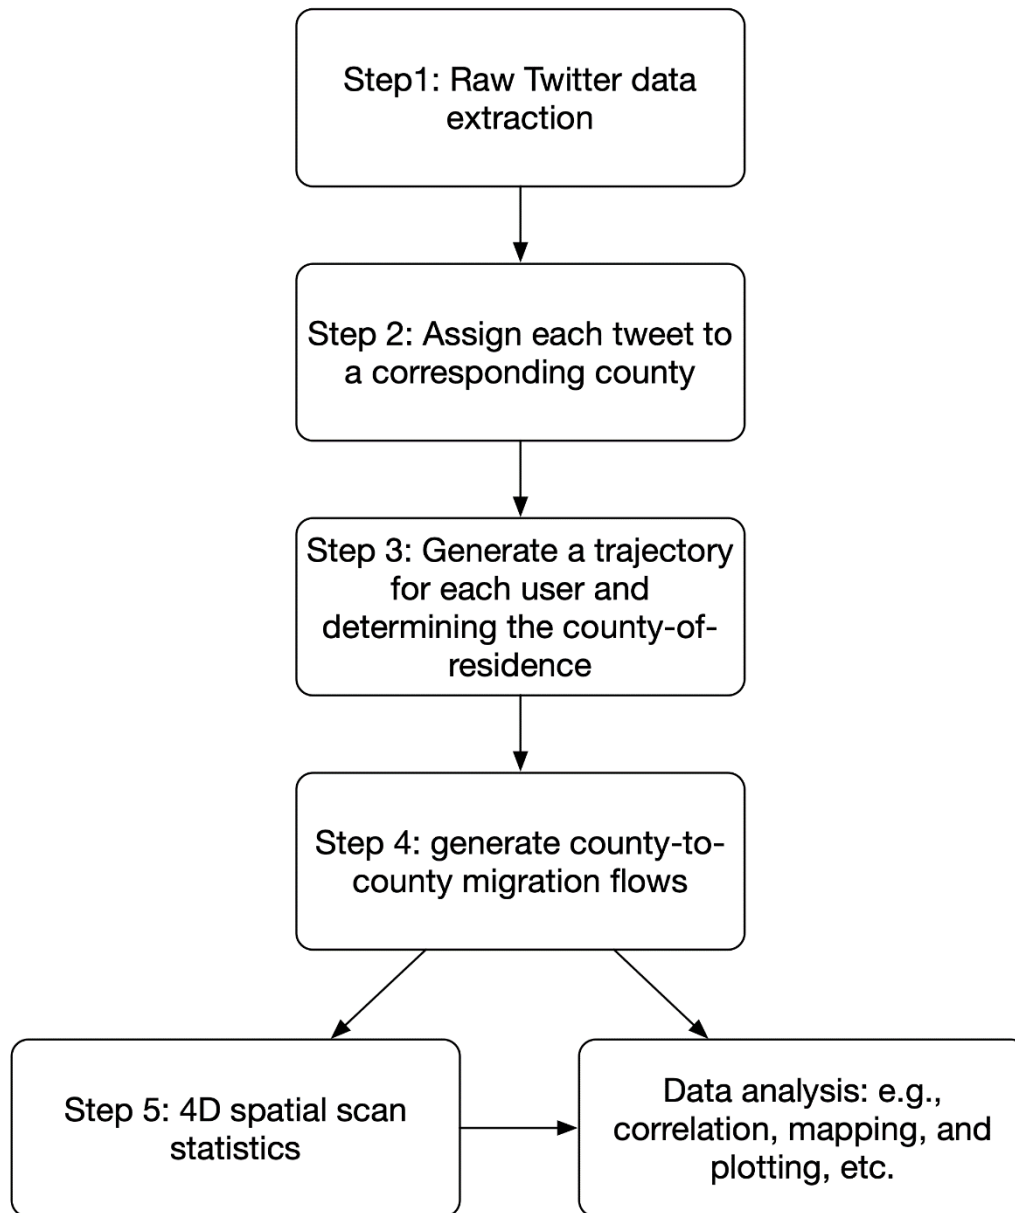 Step1: Raw Twitter data
extraction
Step 2: Assign each tweet to
a corresponding county
Step 3: Generate a trajectory
for each user and
determining the county-of-
residence
Step 4: generate county-to-
county migration flows
Step 5: 4D spatial scan
statistics
Data analysis: e.g.,
correlation, mapping, and
plotting, etc.